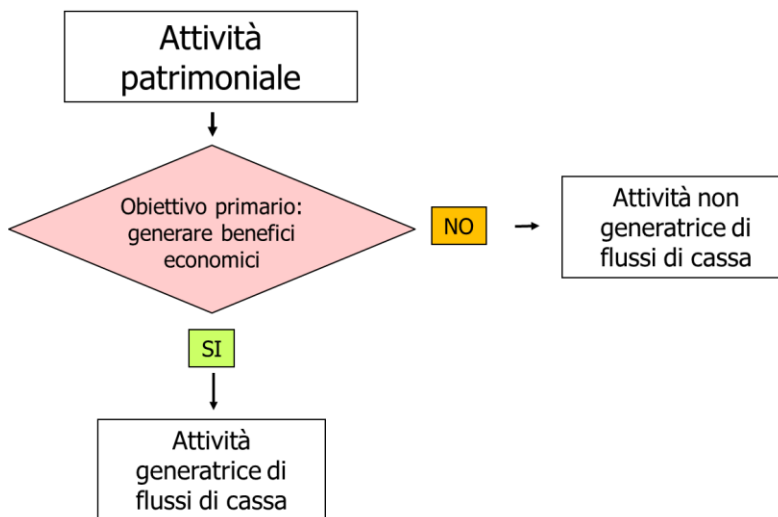 Attività
patrimoniale
Obiettivo primario:
generare benefici
economici
NO
Attività non
generatrice di
flussi di cassa
SI
Attività
generatrice di
flussi di cassa